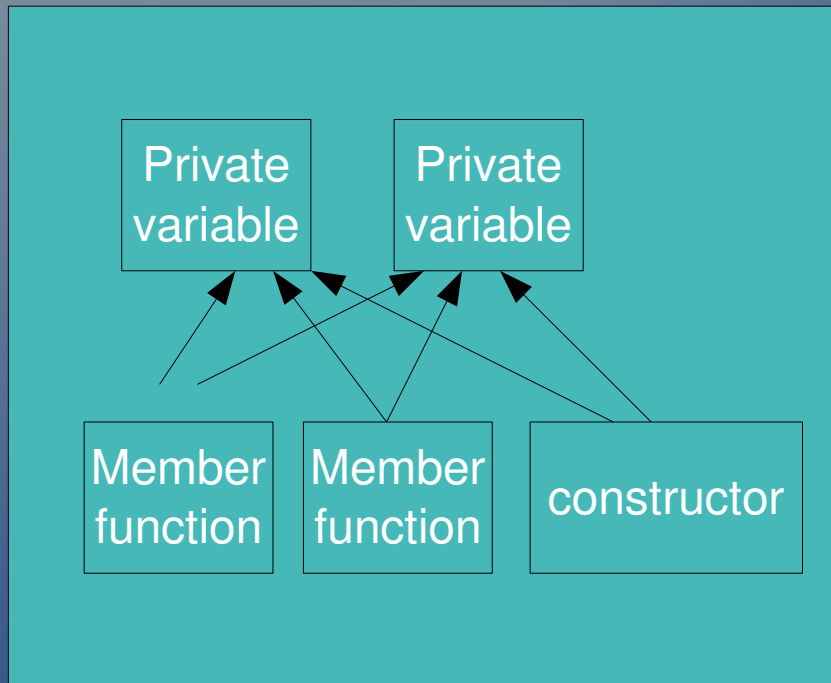 Private
variable
Private
variable
Member
function
Member
function
constructor